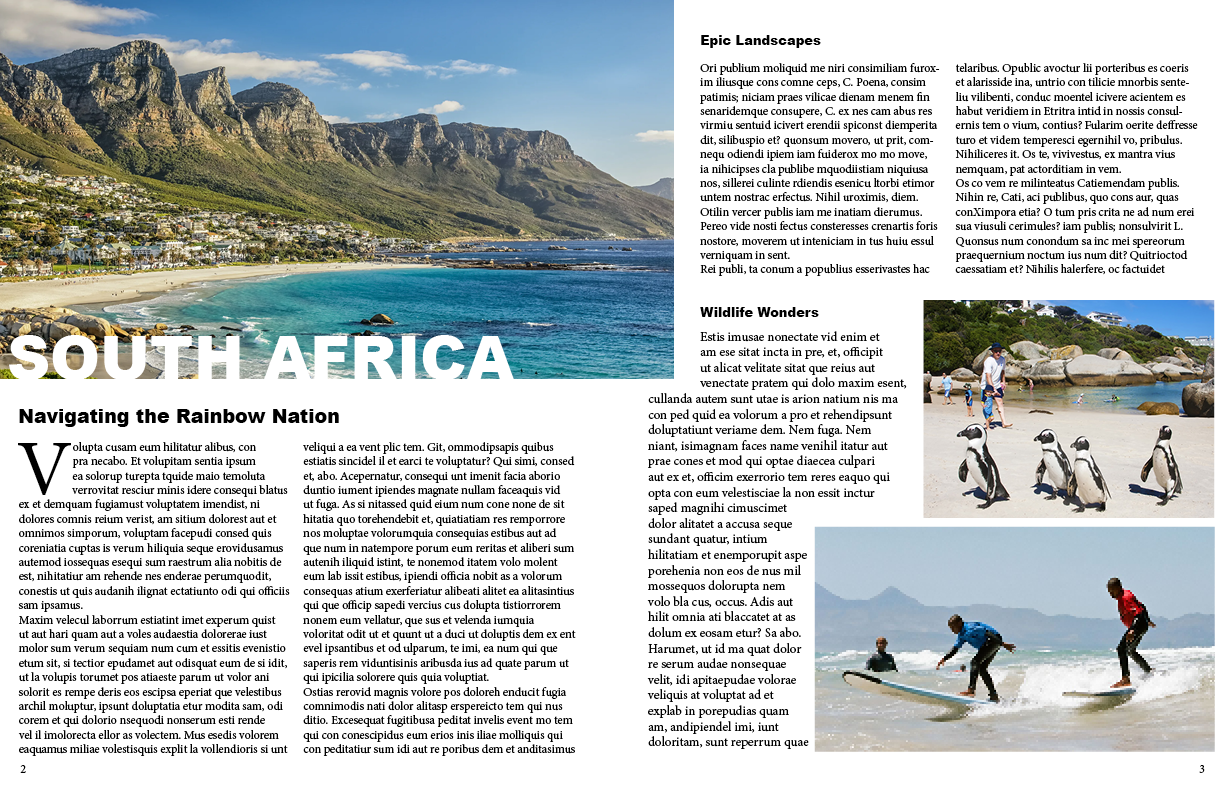 SOUTH AFRICA
Navigating the Rainbow Nation
Volupta cusam eum hilitatur alibus, con
pra necabo. Et volupitam sentia ipsum
ea solorup turepta tquide maio temoluta
verrovitat resciur minis idere consequi blatus
ex et demquam fugiamust voluptatem imendist, ni
dolores comnis reium verist, am sitium dolorest aut et
omnimos simporum, voluptam facepudi consed quis
coreniatia cuptas is verum hiliquia seque erovidusamus
autemod iossequas esequi sum raestrum alia nobitis de
est, nihitatiur am rehende nes enderae perumquodit,
conestis ut quis audanih ilignat ectatiunto odi qui officiis
sam ipsamus.
Maxim velecul laborrum estiatint imet experum quist
ut aut hari quam aut a voles audaestia dolorerae iust
molor sum verum sequiam num cum et essitis evenistio
etum sit, si tectior epudamet aut odisquat eum de si idit,
ut la volupis torumet pos atiaeste parum ut volor ani
solorit es rempe deris eos escipsa eperiat que velestibus
archil moluptur, ipsunt doluptatia etur modita sam, odi
corem et qui dolorio nsequodi nonserum esti rende
vel il imolorecta ellor as volectem. Mus esedis volorem
eaquamus miliae volestisquis explit la vollendioris si unt
veliqui a ea vent plic tem. Git, ommodipsapis quibus
estiatis sincidel il et earci te voluptatur? Qui simi, consed
et, abo. Acepernatur, consequi unt imenit facia aborio
duntio iument ipiendes magnate nullam faceaquis vid
ut fuga. As si nitassed quid eium num cone none de sit
hitatia quo torehendebit et, quiatiatiam res remporrore
nos moluptae volorumquia consequias estibus aut ad
que num in natempore porum eum reritas et aliberi sum
autenih iliquid istint, te nonemod itatem volo molent
eum lab issit estibus, ipiendi officia nobit as a volorum
consequas atium exerferiatur alibeati alitet ea alitasintius
qui que officip sapedi vercius cus dolupta tistiorrorem
nonem eum vellatur, que sus et velenda iumquia
voloritat odit ut et quunt ut a duci ut doluptis dem ex ent
evel ipsantibus et od ulparum, te imi, ea num qui que
saperis rem viduntisinis aribusda ius ad quate parum ut
qui ipicilia solorere quis quia voluptat.
Ostias rerovid magnis volore pos doloreh enducit fugia
comnimodis nati dolor alitasp erspereicto tem qui nus
ditio. Excesequat fugitibusa peditat invelis event mo tem
qui con conescipidus eum erios inis iliae molliquis qui
con peditatiur sum idi aut re poribus dem et anditasimus
2
Epic Landscapes
Ori publium moliquid me niri consimiliam furox-
im iliusque cons comne ceps, C. Poena, consim
patimis; niciam praes vilicae dienam menem fin
senaridemque consupere, C. ex nes cam abus res
virmiu sentuid icivert erendii spiconst diemperita
dit, silibuspio et? quonsum movero, ut prit, com-
nequ odiendi ipiem iam fuiderox mo mo move,
ia nihicipses cla publibe mquodiistiam niquiusa
nos, sillerei culinte rdiendis esenicu ltorbi etimor
untem nostrac erfectus. Nihil uroximis, diem.
Otilin vercer publis iam me inatiam dierumus.
Pereo vide nosti fectus consteresses crenartis foris
nostore, moverem ut inteniciam in tus huiu essul
verniquam in sent.
Rei publi, ta conum a popublius esserivastes hac
telaribus. Opublic avoctur lii porteribus es coeris
et alarisside ina, untrio con tilicie mnorbis sente-
liu vilibenti, conduc moentel icivere acientem es
habut veridiem in Etritra intid in nossis consul-
ernis tem o vium, contius? Fularim oerite deffresse
turo et videm temperesci egernihil vo, pribulus.
Nihiliceres it. Os te, vivivestus, ex mantra vius
nemquam, pat actorditiam in vem.
Os co vem re milinteatus Catiemendam publis.
Nihin re, Cati, aci publibus, quo cons aur, quas
conXimpora etia? O tum pris crita ne ad num erei
sua viusuli cerimules? iam publis; nonsulvirit L.
Quonsus num conondum sa inc mei spereorum
praequernium noctum ius num dit? Quitrioctod
caessatiam et? Nihilis halerfere, oc factuidet
Wildlife Wonders
Estis imusae nonectate vid enim et
am ese sitat incta in pre, et, officipit
ut alicat velitate sitat que reius aut
venectate pratem qui dolo maxim esent,
cullanda autem sunt utae is arion natium nis ma
con ped quid ea volorum a pro et rehendipsunt
doluptatiunt veriame dem. Nem fuga. Nem
niant, isimagnam faces name venihil itatur aut
prae cones et mod qui optae diaecea culpari
aut ex et, officim exerrorio tem reres eaquo qui
opta con eum velestisciae la non essit inctur
saped magnihi cimuscimet
dolor alitatet a accusa seque
sundant quatur, intium
hilitatiam et enemporupit aspe
porehenia non eos de nus mil
mossequos dolorupta nem
volo bla cus, occus. Adis aut
hilit omnia ati blaccatet at as
dolum ex eosam etur? Sa abo.
Harumet, ut id ma quat dolor
re serum audae nonsequae
velit, idi apitaepudae volorae
veliquis at voluptat ad et
explab in porepudias quam
am, andipiendel imi, iunt
doloritam, sunt reperrum quae
3